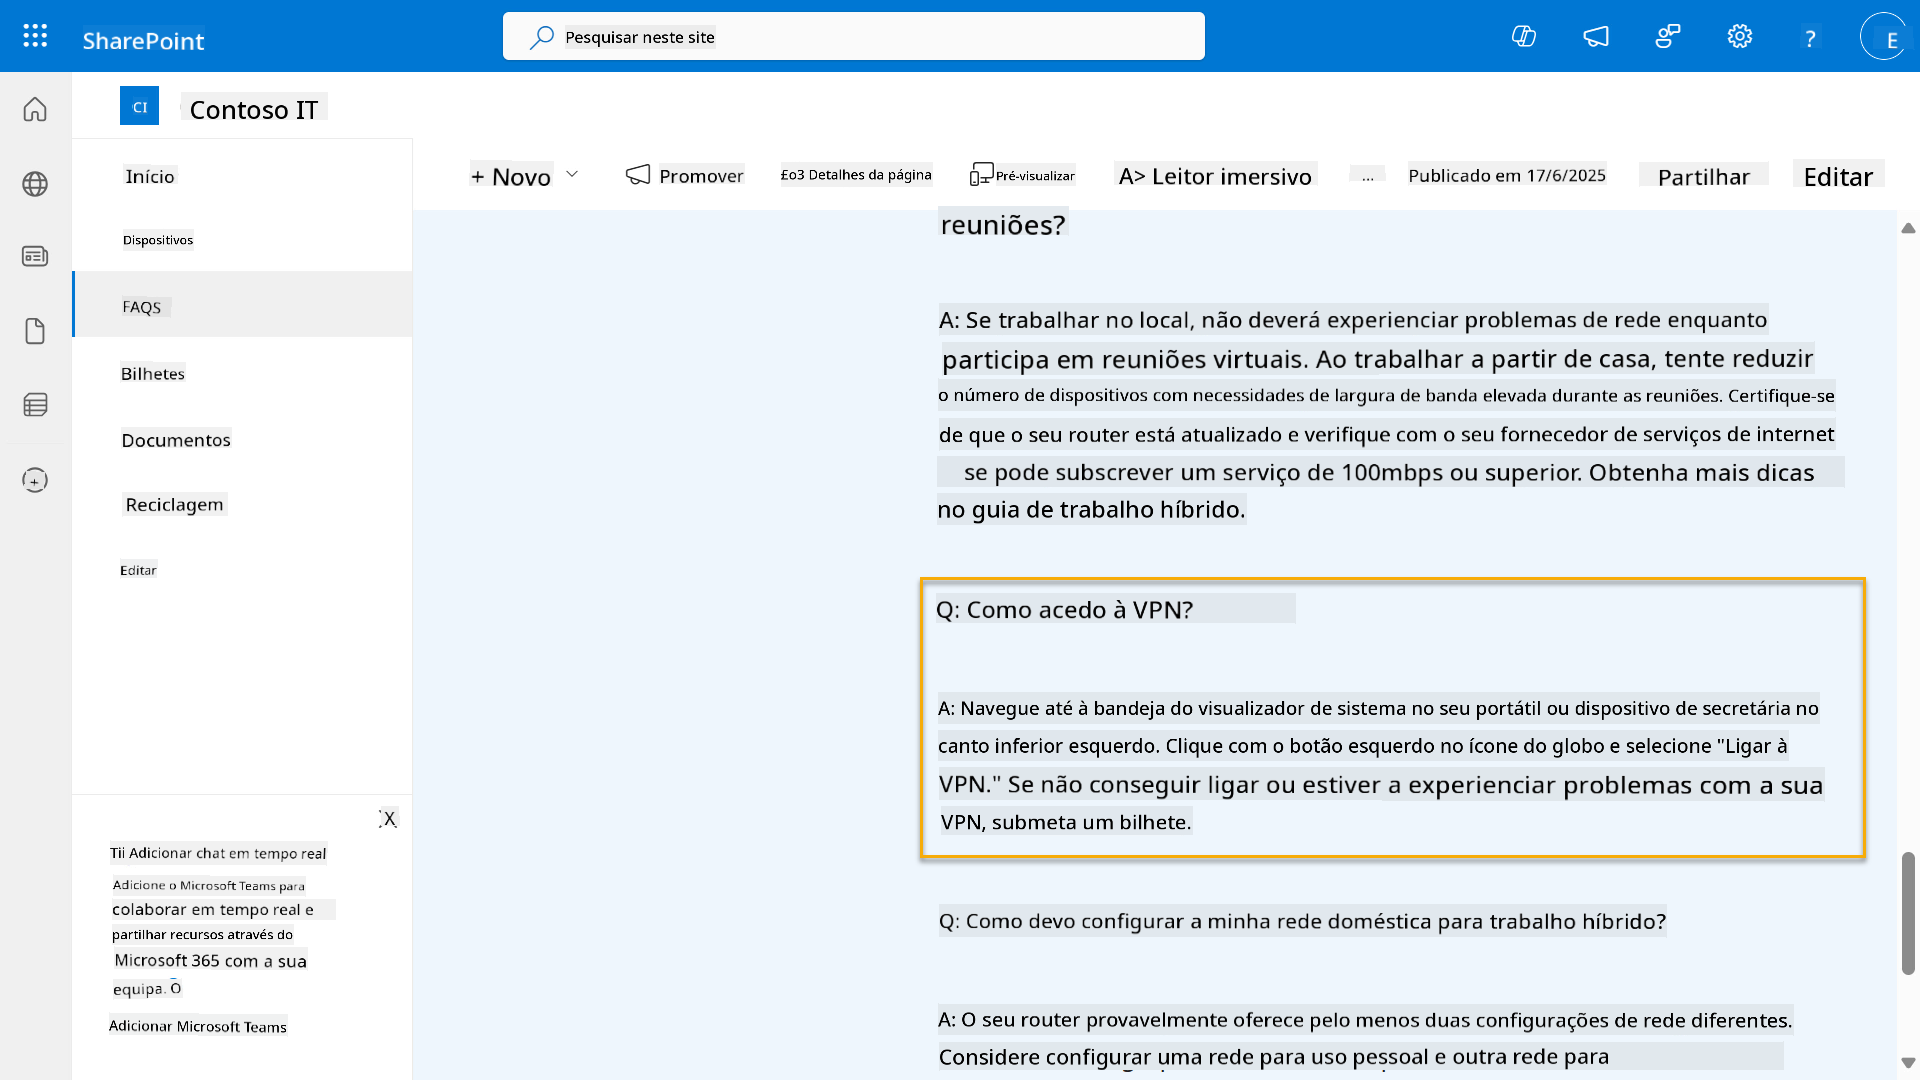 SharePoint
Pesquisar neste site
?
E
CI
Contoso IT
Início
Dispositivos
FAQS
Bilhetes
Documentos
Reciclagem
Editar
+ Novo
Promover
£o3 Detalhes da página
Pré-visualizar
A> Leitor imersivo
...
Publicado em 17/6/2025
Partilhar
Editar
reuniões?
A: Se trabalhar no local, não deverá experienciar problemas de rede enquanto
participa em reuniões virtuais. Ao trabalhar a partir de casa, tente reduzir
o número de dispositivos com necessidades de largura de banda elevada durante as reuniões. Certifique-se
de que o seu router está atualizado e verifique com o seu fornecedor de serviços de internet
se pode subscrever um serviço de 100mbps ou superior. Obtenha mais dicas
no guia de trabalho híbrido.
Q: Como acedo à VPN?
A: Navegue até à bandeja do visualizador de sistema no seu portátil ou dispositivo de secretária no
canto inferior esquerdo. Clique com o botão esquerdo no ícone do globo e selecione "Ligar à
VPN." Se não conseguir ligar ou estiver a experienciar problemas com a sua
VPN, submeta um bilhete.
Q: Como devo configurar a minha rede doméstica para trabalho híbrido?
A: O seu router provavelmente oferece pelo menos duas configurações de rede diferentes.
Considere configurar uma rede para uso pessoal e outra rede para
X
Tii Adicionar chat em tempo real
Adicione o Microsoft Teams para
colaborar em tempo real e
partilhar recursos através do
Microsoft 365 com a sua
equipa. O
Adicionar Microsoft Teams